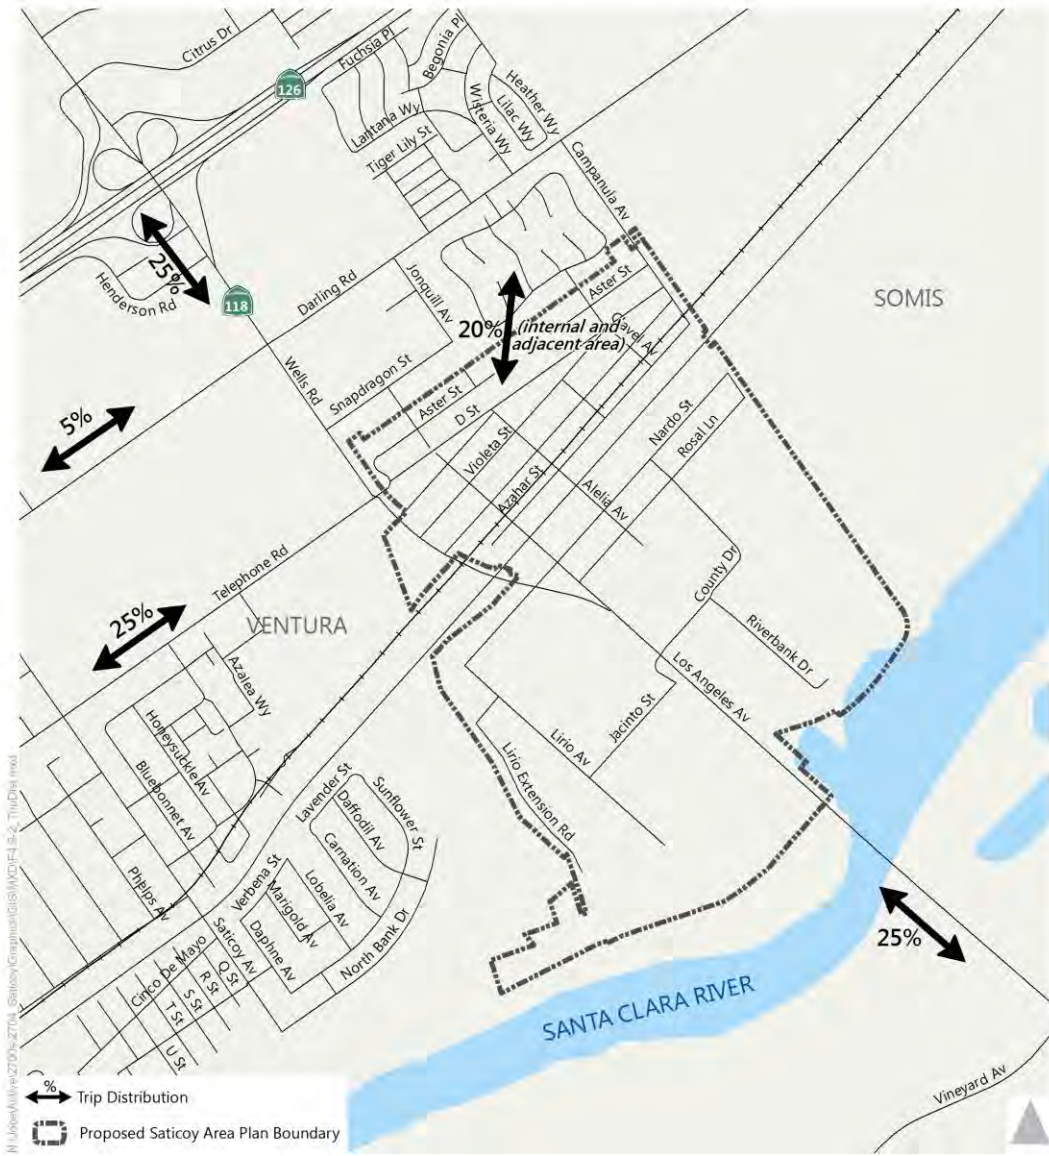 Citrus Dr
Fuchsia Pl
Begonia Pl
126
Heather Wy
Lilac Wy
Wisteria Wy
Lantana Wy
Tiger Lily St
Campanula Av
25%
Henderson Rd
118
Darling Rd
Jonquill Av
Aster St
SOMIS
20%
(internal and
adjacent area)
Clavel Av
Wells Rd
Snapdragon St
Aster St
D St
5%
Nardo St
Rosal Ln
Violeta St
Azahar St
Alelia Av
Telephone Rd
County Dr
25%
VENTURA
Riverbank Dr
Azalea Wy
Los Angeles Av
Honeysuckle Av
Bluebonnet Av
Jacinto St
Lirio Av
Lirio Extension Rd
Lavender St
Sunflower St
Daffodil Av
Carnation Av
Verbena St
Lobelia Av
Marigold Av
Daphne Av
Phelps Av
Saticoy Av
North Bank Dr
Cinco De Mayo
Q St
R St
S St
T St
U St
25%
SANTA CLARA RIVER
Vineyard Av
% Trip Distribution
Proposed Saticoy Area Plan Boundary